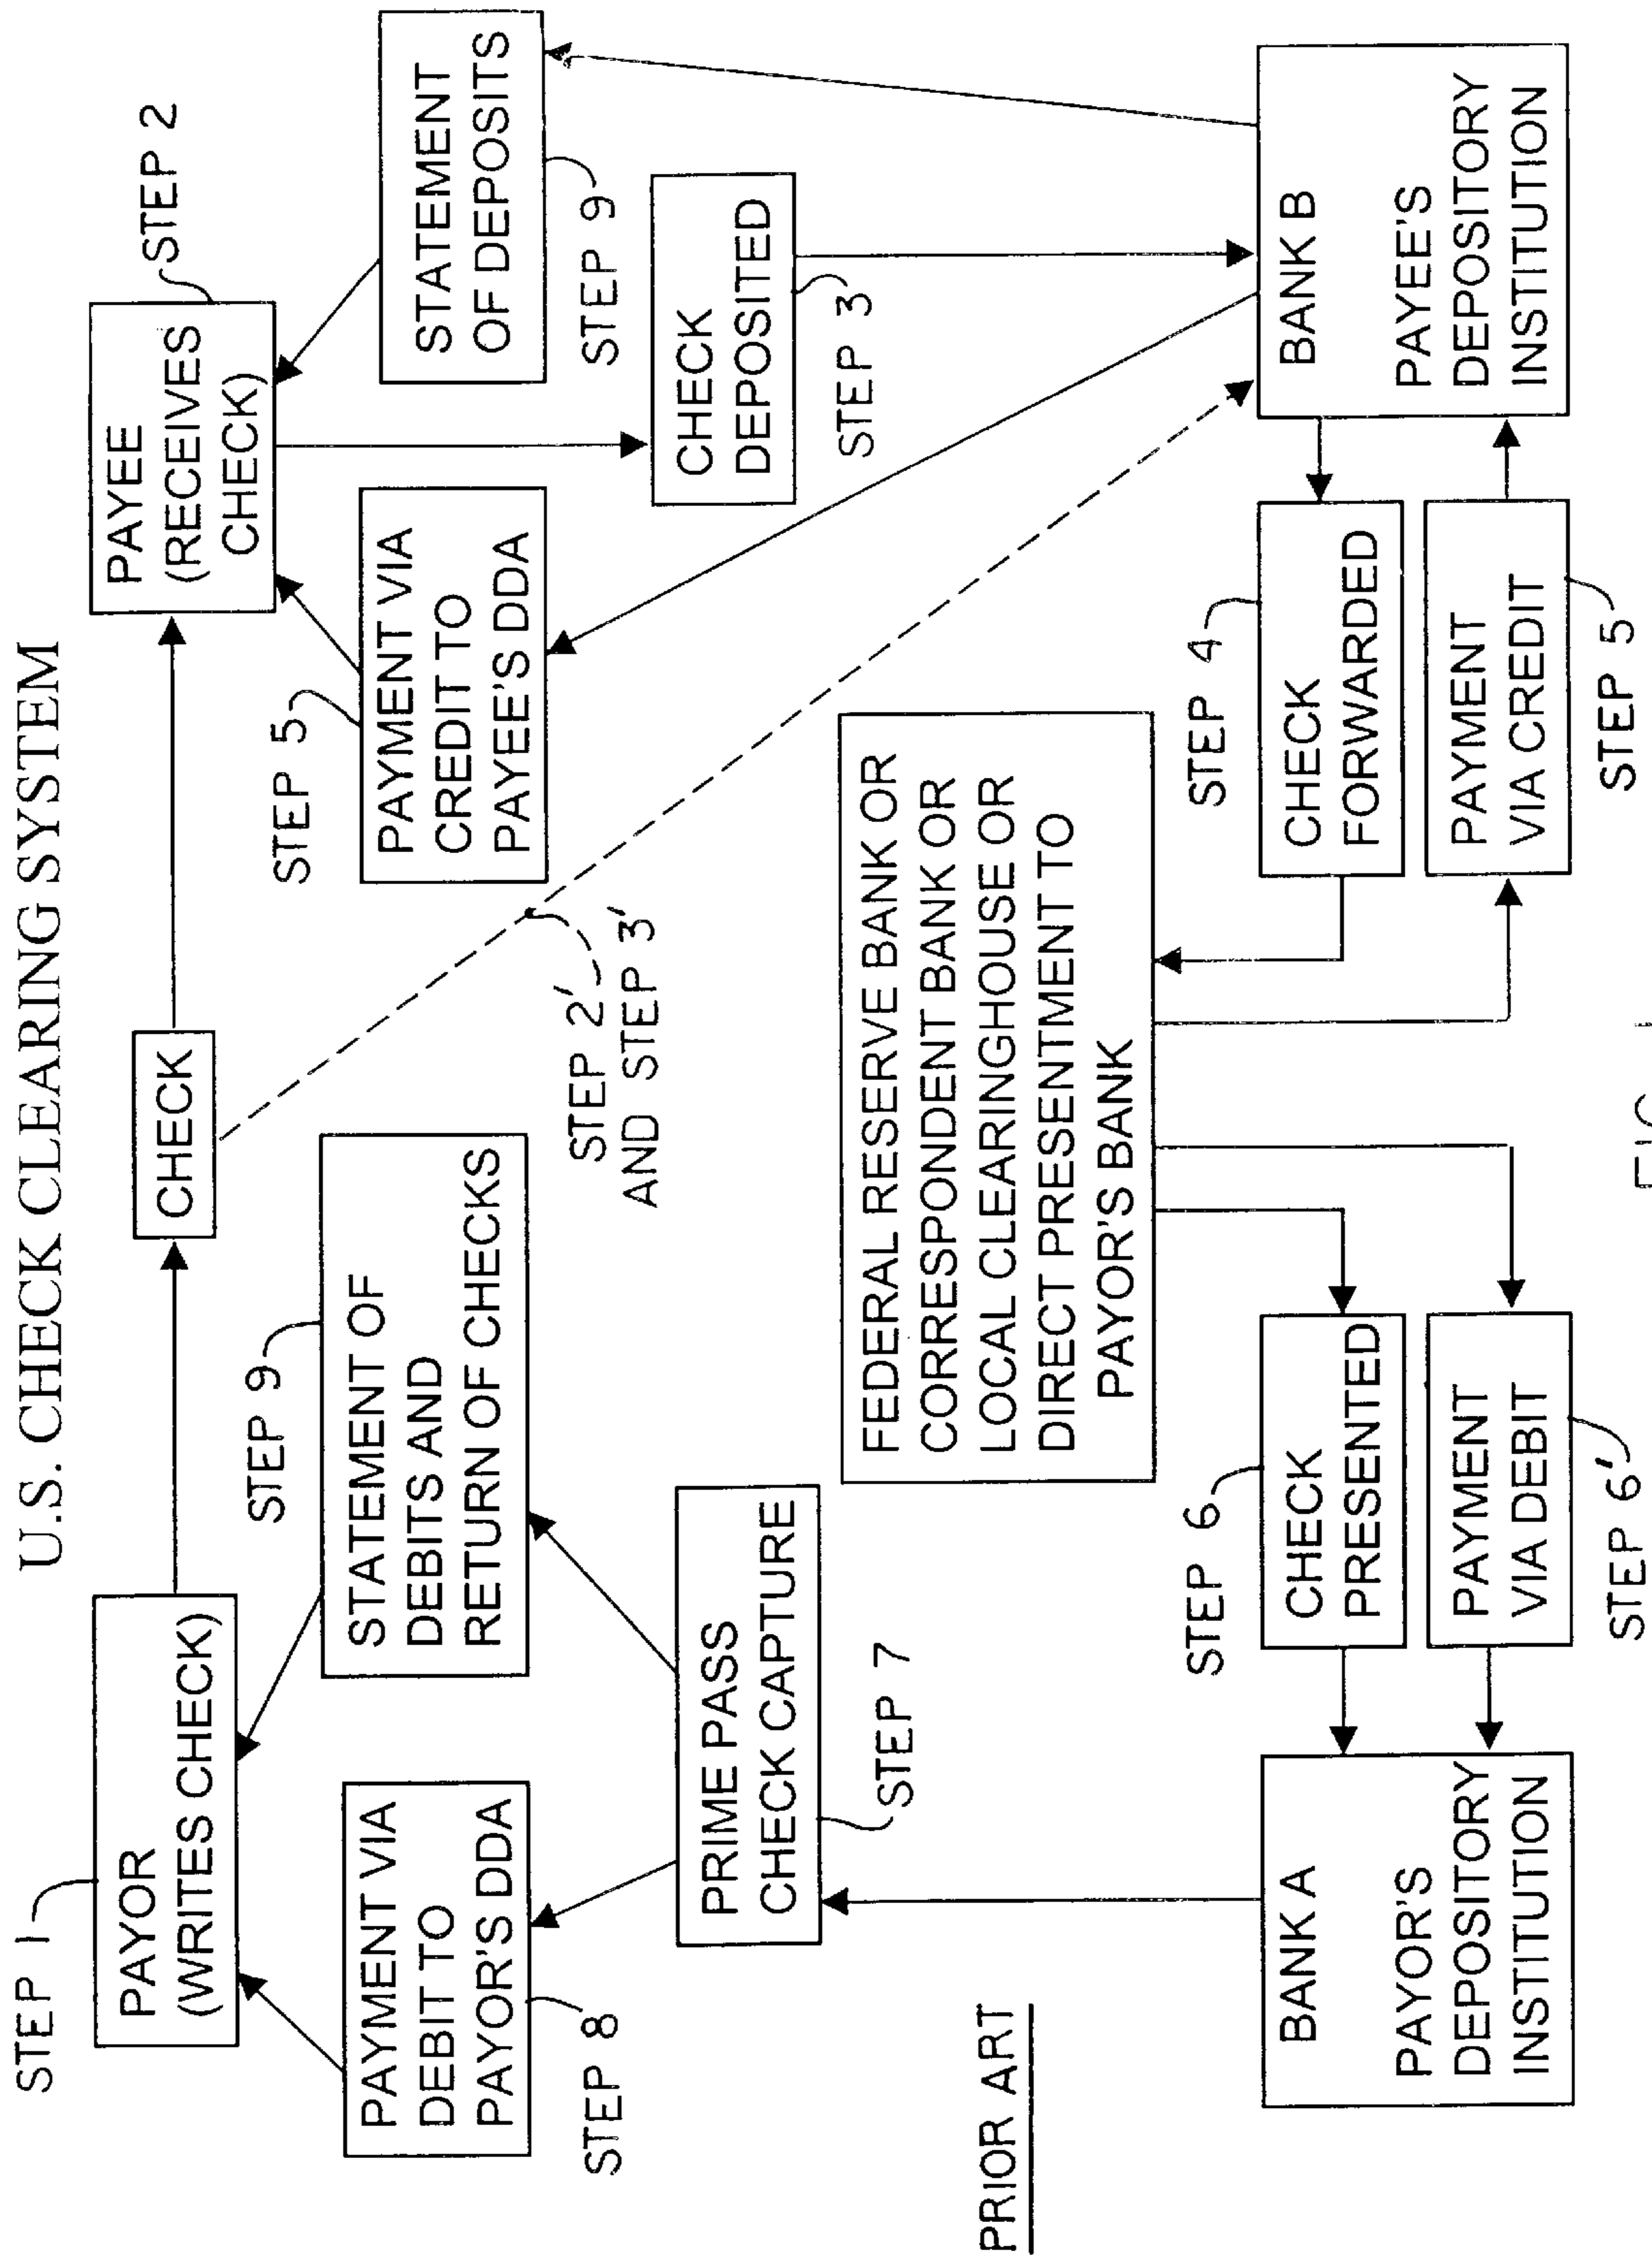 U.S. CHECK CLEARING SYSTEM
STEP 1
PAYOR
(WRITES CHECK)
CHECK
PAYEE
(RECEIVES
CHECK)
STEP 2
STEP 9
STATEMENT OF
DEBITS AND
RETURN OF CHECKS
PAYMENT VIA
DEBIT TO
PAYOR'S DDA
STEP 8
STEP 5
PAYMENT VIA
CREDIT TO
PAYEE'S DDA
STATEMENT
OF DEPOSITS
STEP 9
STEP 2'
AND STEP 3'
CHECK
DEPOSITED
STEP 3
PRIME PASS
CHECK CAPTURE
STEP 7
FEDERAL RESERVE BANK OR
CORRESPONDENT BANK OR
LOCAL CLEARINGHOUSE OR
DIRECT PRESENTMENT TO
PAYOR'S BANK
PRIOR ART
STEP 6
CHECK
PRESENTED
STEP 4
CHECK
FORWARDED
BANK A
PAYOR'S
DEPOSITORY
INSTITUTION
PAYMENT
VIA DEBIT
STEP 6'
PAYMENT
VIA CREDIT
STEP 5
BANK B
PAYEE'S
DEPOSITORY
INSTITUTION